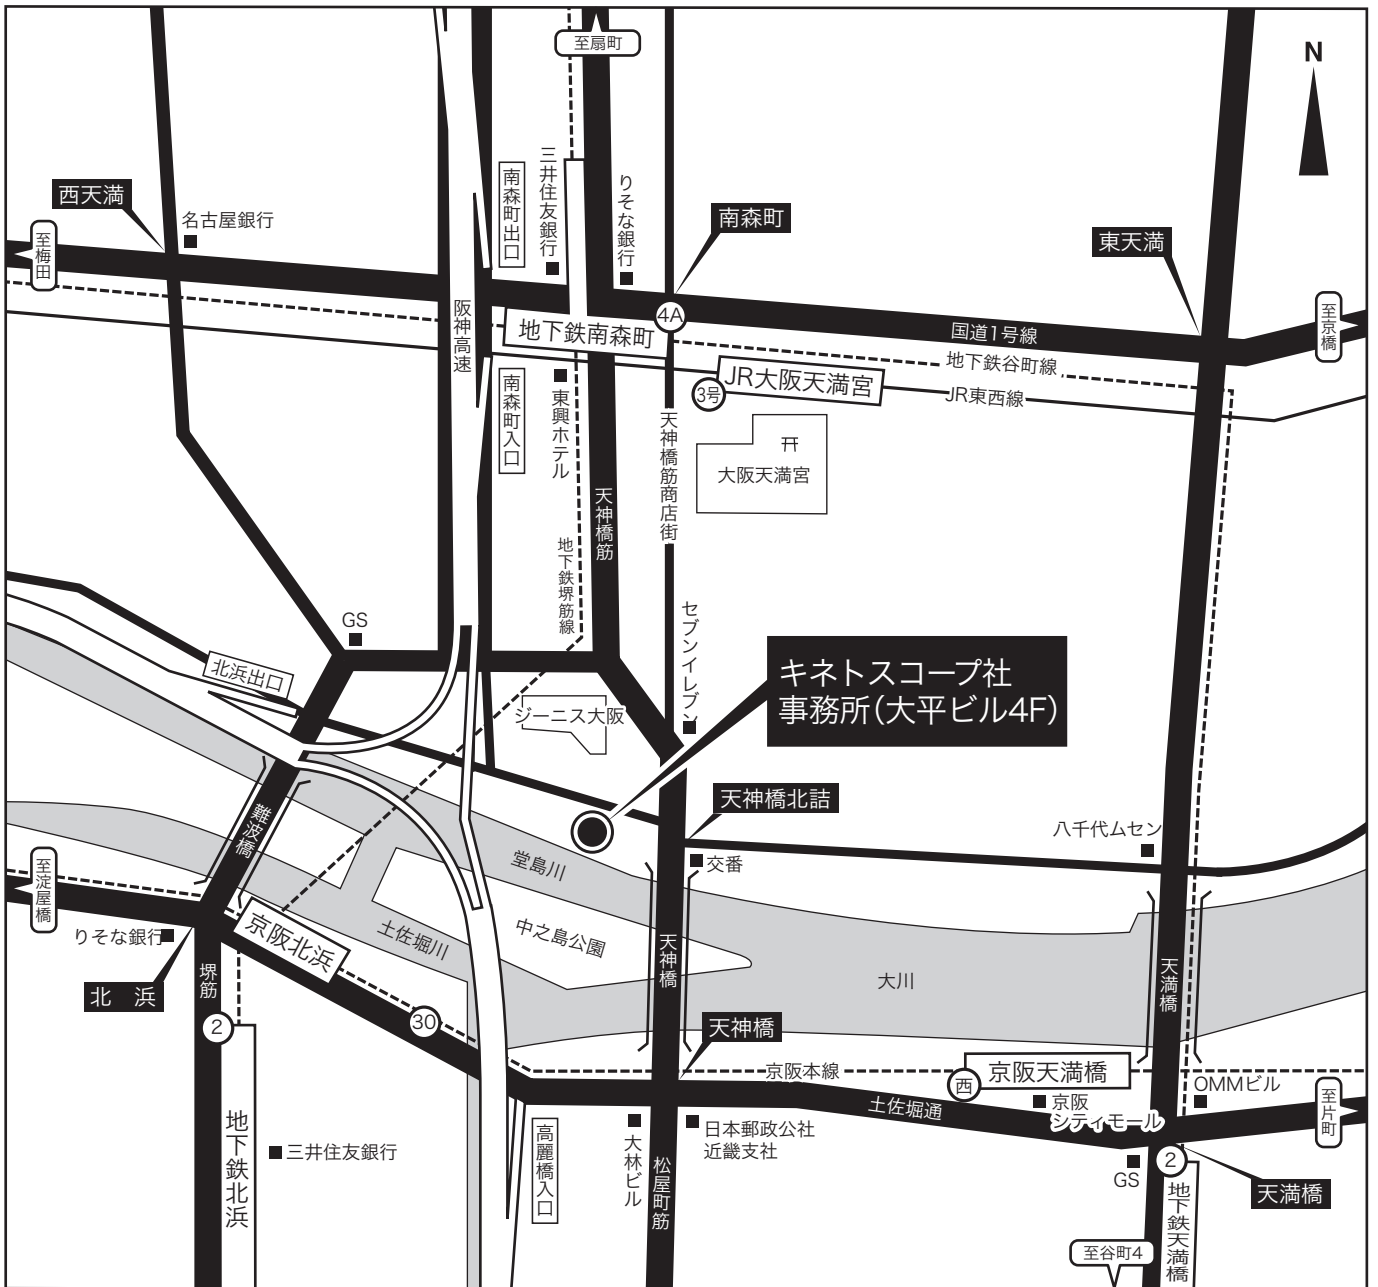 至扇町
N
西天満
名古屋銀行
至梅田
南森町出口
三井住友銀行
りそな銀行
南森町
東天満
至京橋
阪神高速
地下鉄南森町
4A
国道1号線
地下鉄谷町線
JR東西線
JR大阪天満宮
3号
南森町入口
東興ホテル
天神橋筋商店街
大阪天満宮
天神橋筋
地下鉄堺筋線
GS
セブンイレブン
北浜出口
ジーニス大阪
キネトスコープ社
事務所(大平ビル4F)
天神橋北詰
八千代ムセン
交番
難波橋
堂島川
至淀屋橋
りそな銀行
京阪北浜
土佐堀川
中之島公園
天神橋
大川
天満橋
北 浜
堺筋
2
30
天神橋
京阪本線
西
京阪天満橋
OMMビル
京阪
シティモール
土佐堀通
至片町
地下鉄北浜
三井住友銀行
高麗橋入口
大林ビル
日本郵政公社
近畿支社
松屋町筋
GS
2
天満橋
地下鉄天満橋
至谷町4